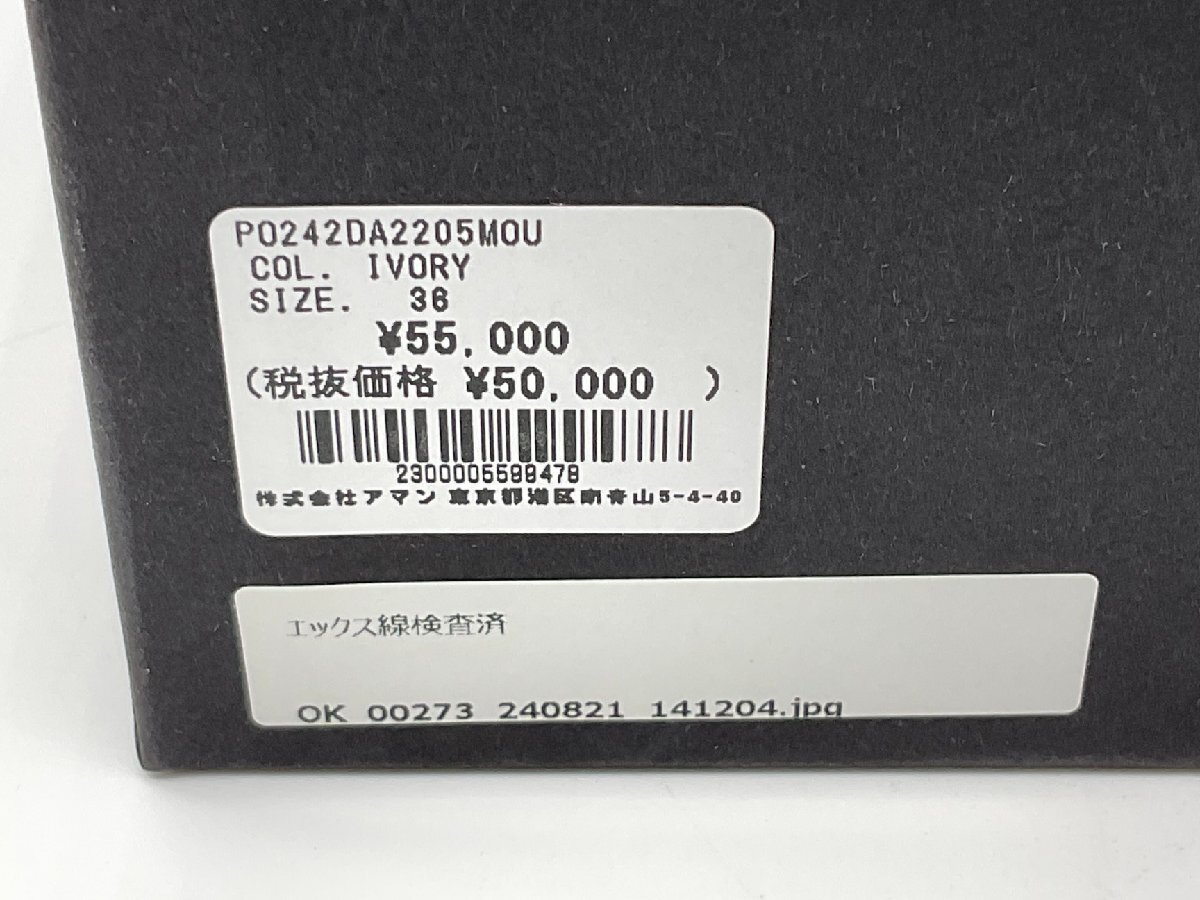 PO242DA2205MOU
COL. IVORY
SIZE. 36
¥55,000
(税抜価格 ¥50,000 )
2300005598478
株式会社アマン 東京都港区南青山5-4-40
エックス線検査済
OK 00273 240821 141204.jpg